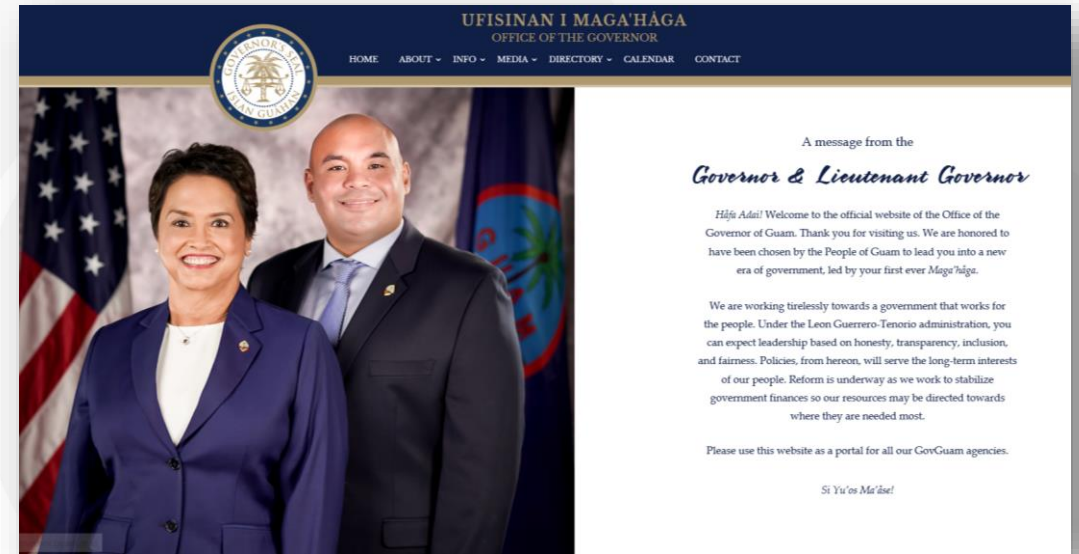 UFISINAN I MAGA'HÅGA
OFFICE OF THE GOVERNOR
HOME ABOUT INFO MEDIA DIRECTORY CALENDAR CONTACT
GOVERNOR'S SEAL
ISLAN GUÅHAN
GUAM
A message from the
Governor & Lieutenant Governor
Håfa Adai! Welcome to the official website of the Office of the
Governor of Guam. Thank you for visiting us. We are honored to
have been chosen by the People of Guam to lead you into a new
era of government, led by your first ever Maga'håga.
We are working tirelessly towards a government that works for
the people. Under the Leon Guerrero-Tenorio administration, you
can expect leadership based on honesty, transparency, inclusion,
and fairness. Policies, from hereon, will serve the long-term interests
of our people. Reform is underway as we work to stabilize
government finances so our resources may be directed towards
where they are needed most.
Please use this website as a portal for all our GovGuam agencies.
Si Yu'os Ma'åse!